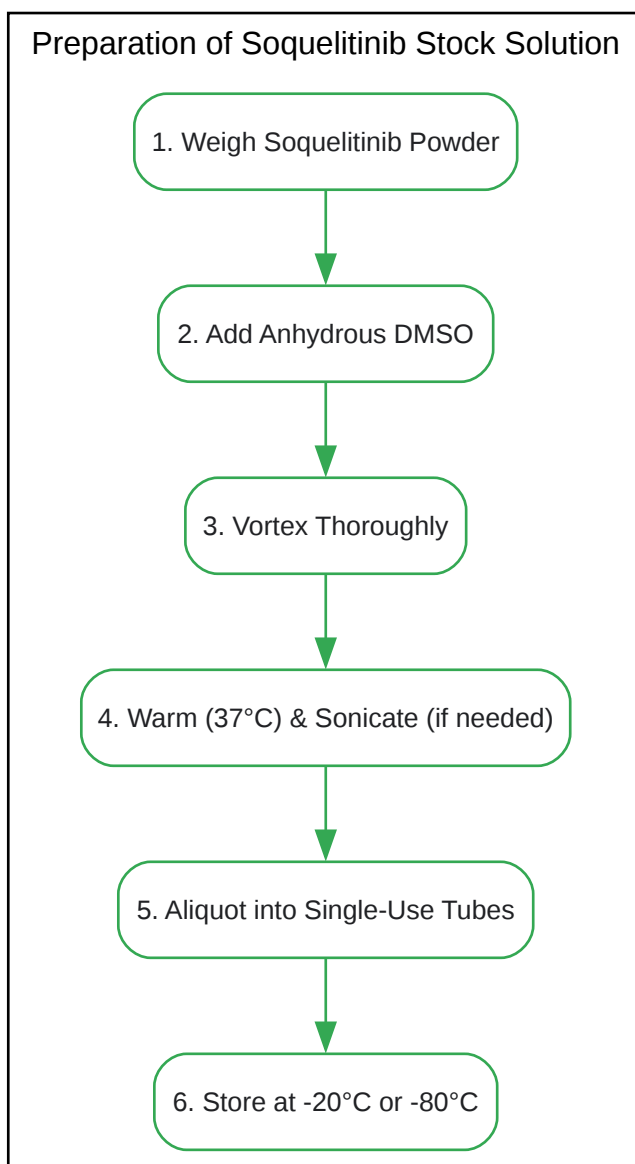 Preparation of Soquelitinib Stock Solution
1. Weigh Soquelitinib Powder
2. Add Anhydrous DMSO
3. Vortex Thoroughly
4. Warm (37°C) & Sonicate (if needed)
5. Aliquot into Single-Use Tubes
6. Store at -20°C or -80°C